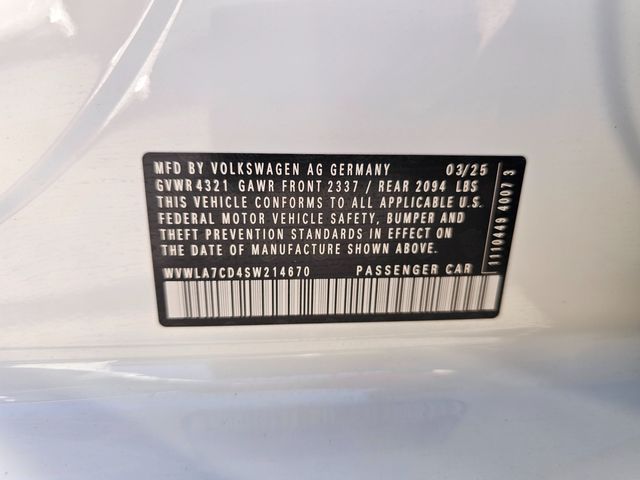 MFD BY VOLKSWAGEN AG GERMANY 03/25
GVWR 4321 GAWR FRONT 2337 / REAR 2094 LBS
THIS VEHICLE CONFORMS TO ALL APPLICABLE U.S.
FEDERAL MOTOR VEHICLE SAFETY, BUMPER AND
THEFT PREVENTION STANDARDS IN EFFECT ON
THE DATE OF MANUFACTURE SHOWN ABOVE.
WVWLA7CD4SW214670 PASSENGER CAR
1110449 4007 3